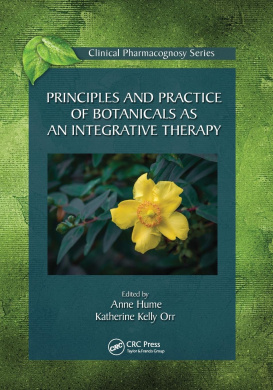 Clinical Pharmacognosy Series
PRINCIPLES AND PRACTICE
OF BOTANICALS AS
AN INTEGRATIVE THERAPY
Edited by
Anne Hume
Katherine Kelly Orr
CRC Press
Taylor & Francis Group